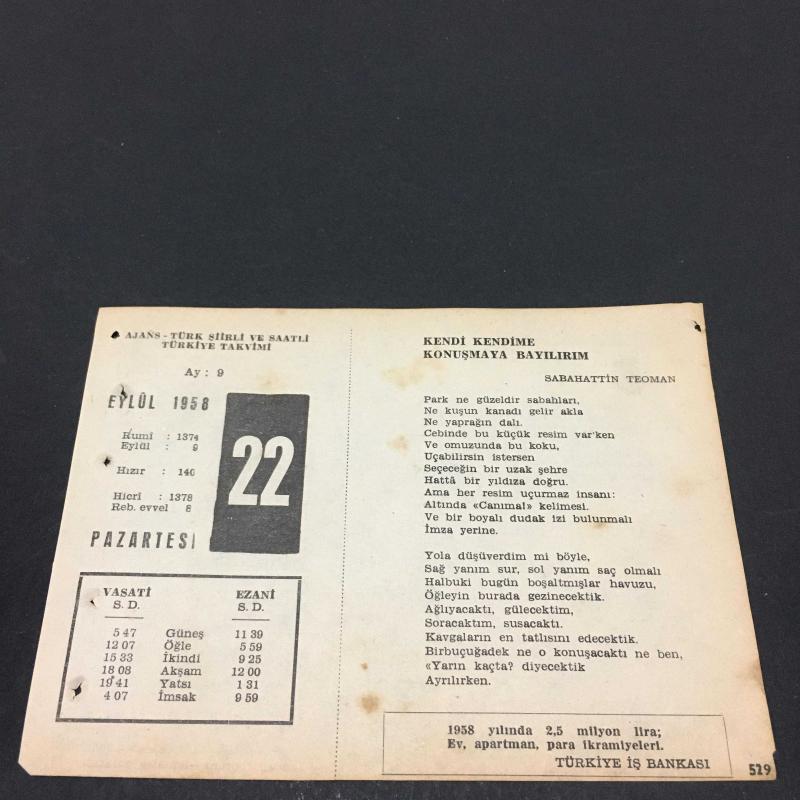 AJANS - TÜRK ŞİİRLİ VE SAATLİ
TÜRKİYE TAKVİMİ
Ay : 9
EYLÛL 1958
22
Rumî : 1374
Eylül : 9
Hızır : 140
Hicrî : 1378
Reb. evvel 8
PAZARTESİ
VASATİ EZANİ
S. D. S. D.
5 47 Güneş 11 39
12 07 Öğle 5 59
15 33 İkindi 9 25
18 08 Akşam 12 00
19 41 Yatsı 1 31
4 07 İmsak 9 59
KENDİ KENDİME
KONUŞMAYA BAYILIRIM
SABAHATTİN TEOMAN
Park ne güzeldir sabahları,
Ne kuşun kanadı gelir akla
Ne yaprağın dalı.
Cebinde bu küçük resim var'ken
Ve omuzunda bu koku,
Uçabilirsin istersen
Seçeceğin bir uzak şehre
Hattâ bir yıldıza doğru.
Ama her resim uçurmaz insanı:
Altında «Canıma!» kelimesi.
Ve bir boyalı dudak izi bulunmalı
İmza yerine.
Yola düşüverdim mi böyle,
Sağ yanım sur, sol yanım saç olmalı
Halbuki bugün boşaltmışlar havuzu,
Öğleyin burada gezinecektik.
Ağlıyacaktı, gülecektim,
Soracaktım, susacaktı.
Kavgaların en tatlısını edecektik.
Birbuçuğadek ne o konuşacaktı ne ben,
«Yarın kaçta? diyecektik
Ayrılırken.
1958 yılında 2,5 milyon lira;
Ev, apartman, para ikramiyeleri.
TÜRKİYE İŞ BANKASI
529